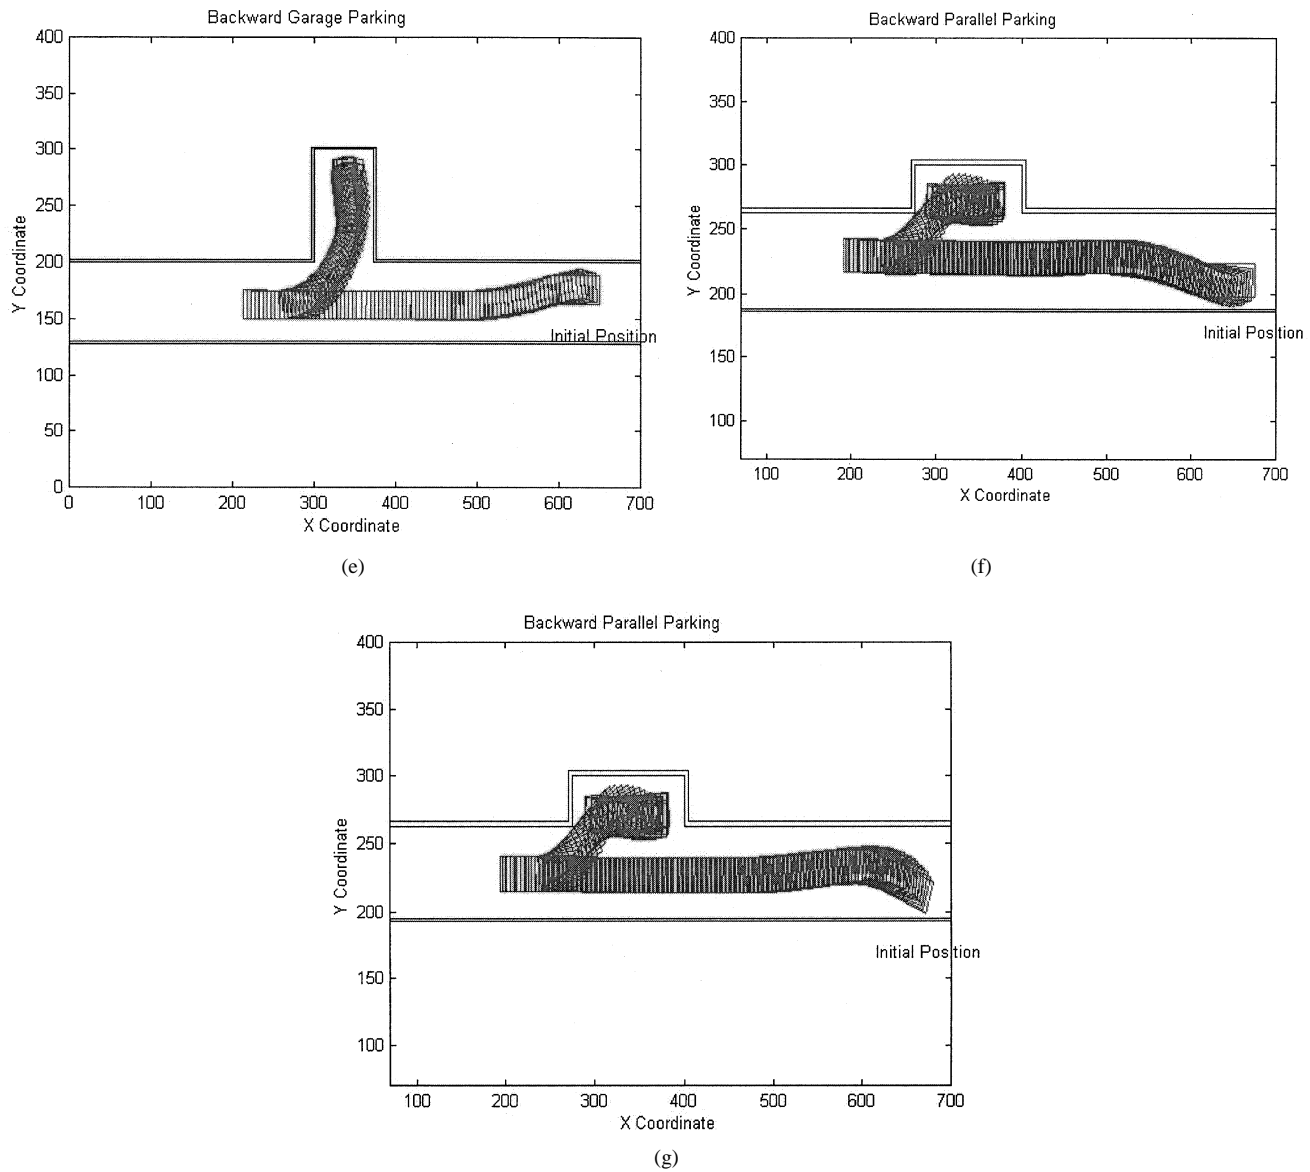 Backward Garage Parking
400
350
300
250
200
150
100
50
0
Y Coordinate
Initial Position
0 100 200 300 400 500 600 700
X Coordinate
(e)
Backward Parallel Parking
400
350
300
250
200
150
100
Y Coordinate
Initial Position
100 200 300 400 500 600 700
X Coordinate
(f)
Backward Parallel Parking
400
350
300
250
200
150
100
Y Coordinate
Initial Position
100 200 300 400 500 600 700
X Coordinate
(g)